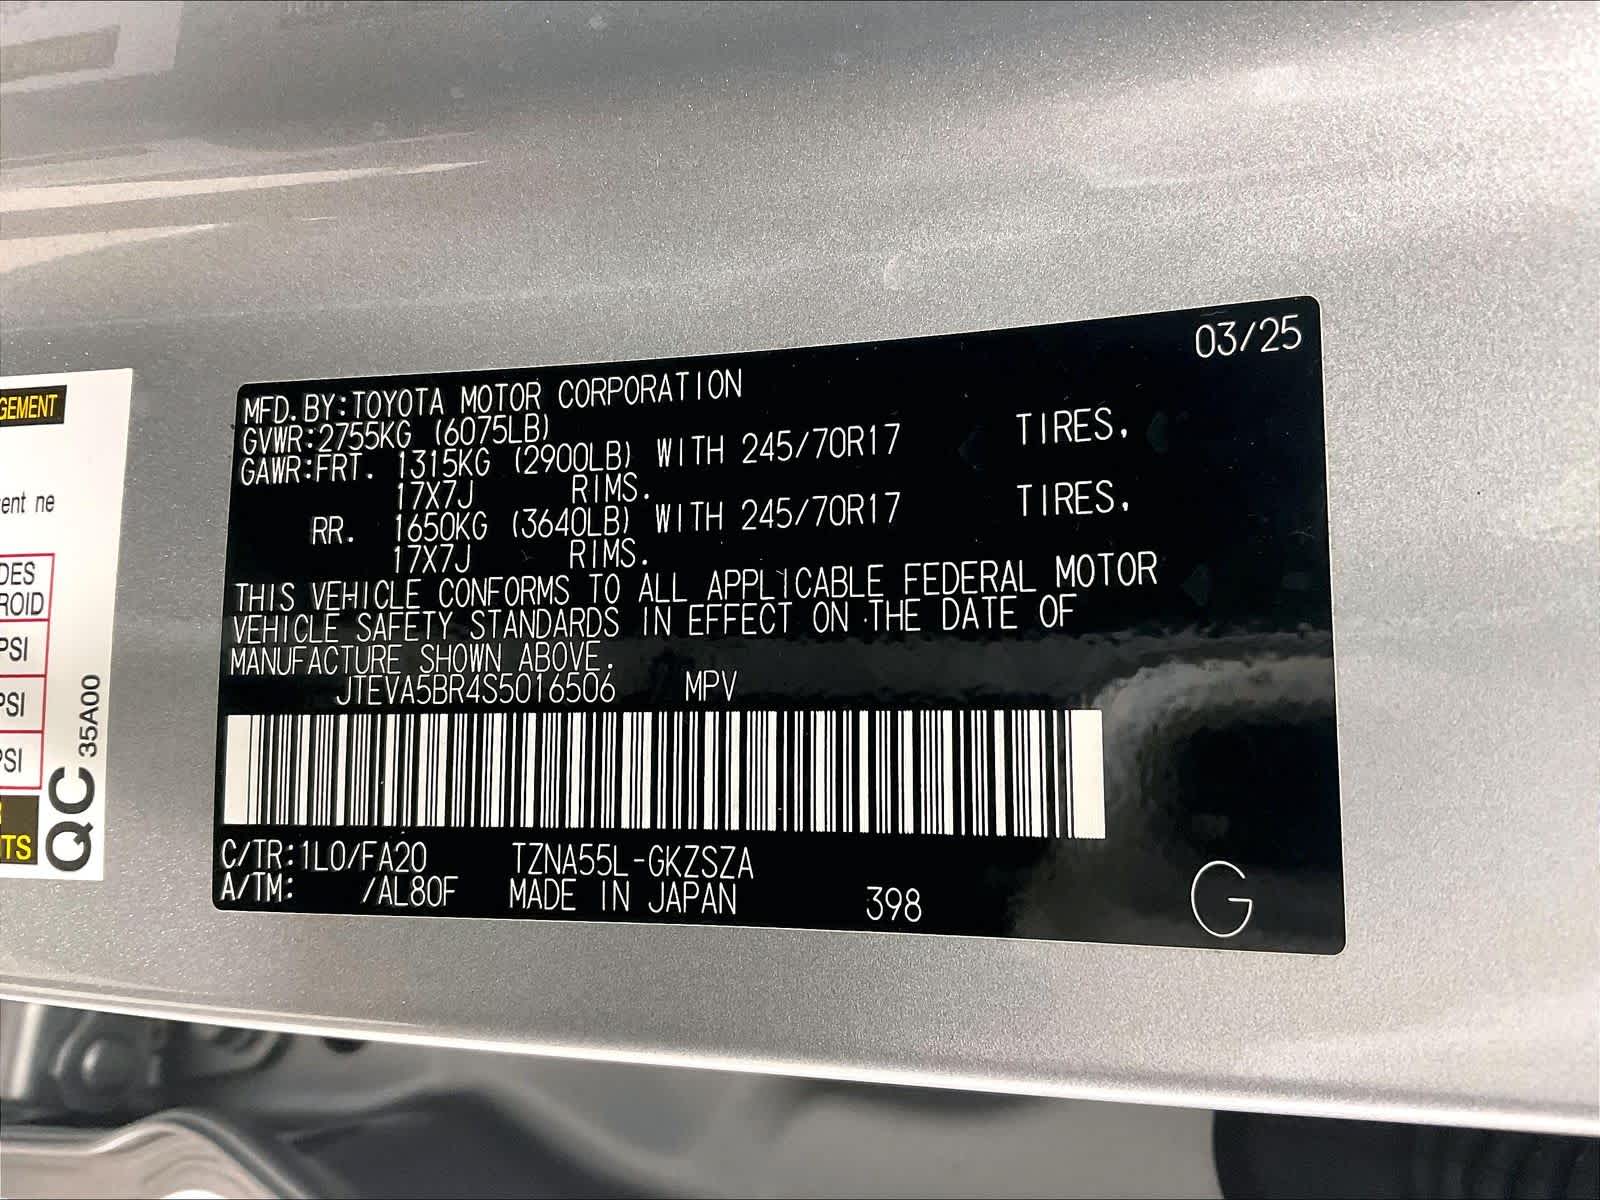 03/25
MFD.BY:TOYOTA MOTOR CORPORATION
GVWR:2755KG (6075LB)
GAWR:FRT. 1315KG (2900LB) WITH 245/70R17 TIRES,
17X7J RIMS.
RR. 1650KG (3640LB) WITH 245/70R17 TIRES,
17X7J RIMS.
THIS VEHICLE CONFORMS TO ALL APPLICABLE FEDERAL MOTOR
VEHICLE SAFETY STANDARDS IN EFFECT ON THE DATE OF
MANUFACTURE SHOWN ABOVE.
JTEVA5BR4S5016506 MPV
C/TR:1L0/FA20 TZNA55L-GKZSZA
A/TM: /AL80F MADE IN JAPAN 398
G
GEMENT
ent ne
DES
ROID
PSI
PSI
PSI
TS
QC 35A00